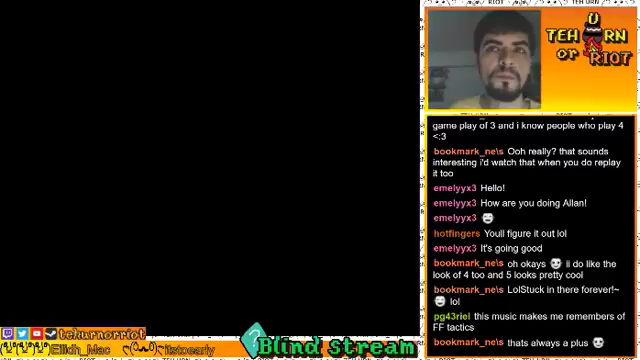 TEH URN
or RIOT
game play of 3 and i know people who play 4
<:3
bookmark_ne\s Ooh really? that sounds
interesting i'd watch that when you do replay
it too
emelyyx3 Hello!
emelyyx3 How are you doing Allan!
emelyyx3
hotfingers Youll figure it out lol
emelyyx3 It's going good
bookmark_ne\s oh okays ii do like the
look of 4 too and 5 looks pretty cool
bookmark_ne\s LolStuck in there forever!~
lol
pg43riel this music makes me remembers of
FF tactics
bookmark_ne\s thats always a plus
tehurnorriot
Ellich_Mac
listoearly
Blind Stream